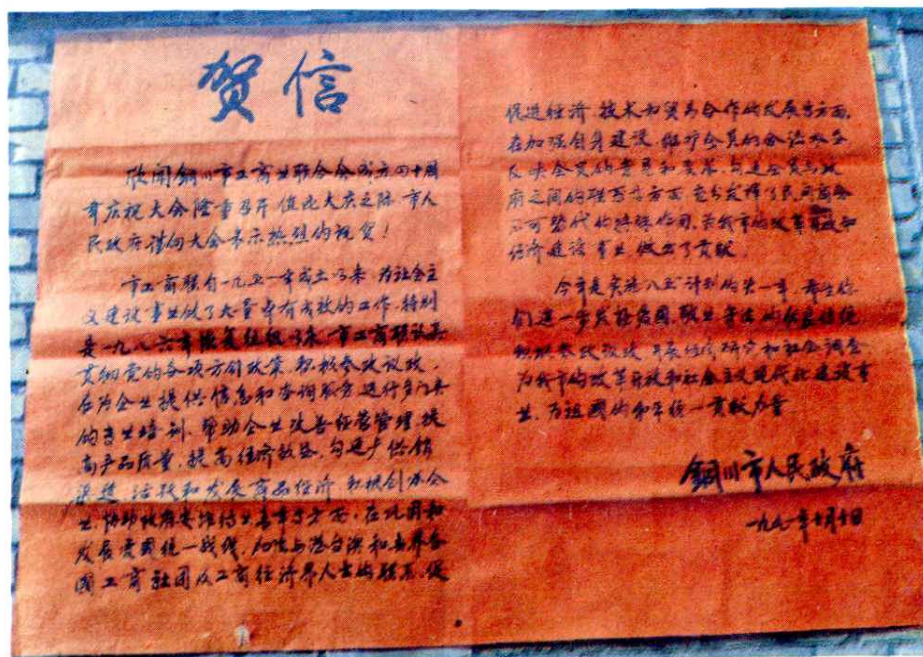 贺信
欣闻铜川市工商业联合会成立四十周
年庆祝大会隆重召开 值此大庆之际 市人
民政府谨向大会表示热烈的祝贺！
市工商联自一九五一年成立以来，为社会主
义建设事业做了大量卓有成效的工作，特别
是一九八六年恢复组织以来，市工商联认真
贯彻党的各项方针政策，积极参政议政，
在为企业提供信息和咨询服务，进行多门类
的专业培训，帮助企业改善经营管理，提
高产品质量，提高经济效益，勾通产供销
渠道，活跃和发展商品经济，积极创办企
业，协助政府安排待业青年等方面，在巩固和
发展爱国统一战线，加强与港台澳和世界各
国工商社团及工商经济界人士的联系，促
促进经济 技术和贸易合作的发展等方面，
在加强自身建设，维护会员的合法权益
反映会员的意见和要求，勾通会员与政
府之间的联系等方面 充分发挥了民间商会
不可替代的特殊作用，为我市的改革开放和
经济建设事业，做出了贡献。
今年是实施“八五”计划的第一年，希望你
们进一步发扬爱国、敬业、守法的优良传统
积极参政议政 开展经济研究和社会调查
为我市的改革开放和社会主义现代化建设事
业，为祖国的和平统一贡献力量
銅川市人民政府
一九九一年十月十日